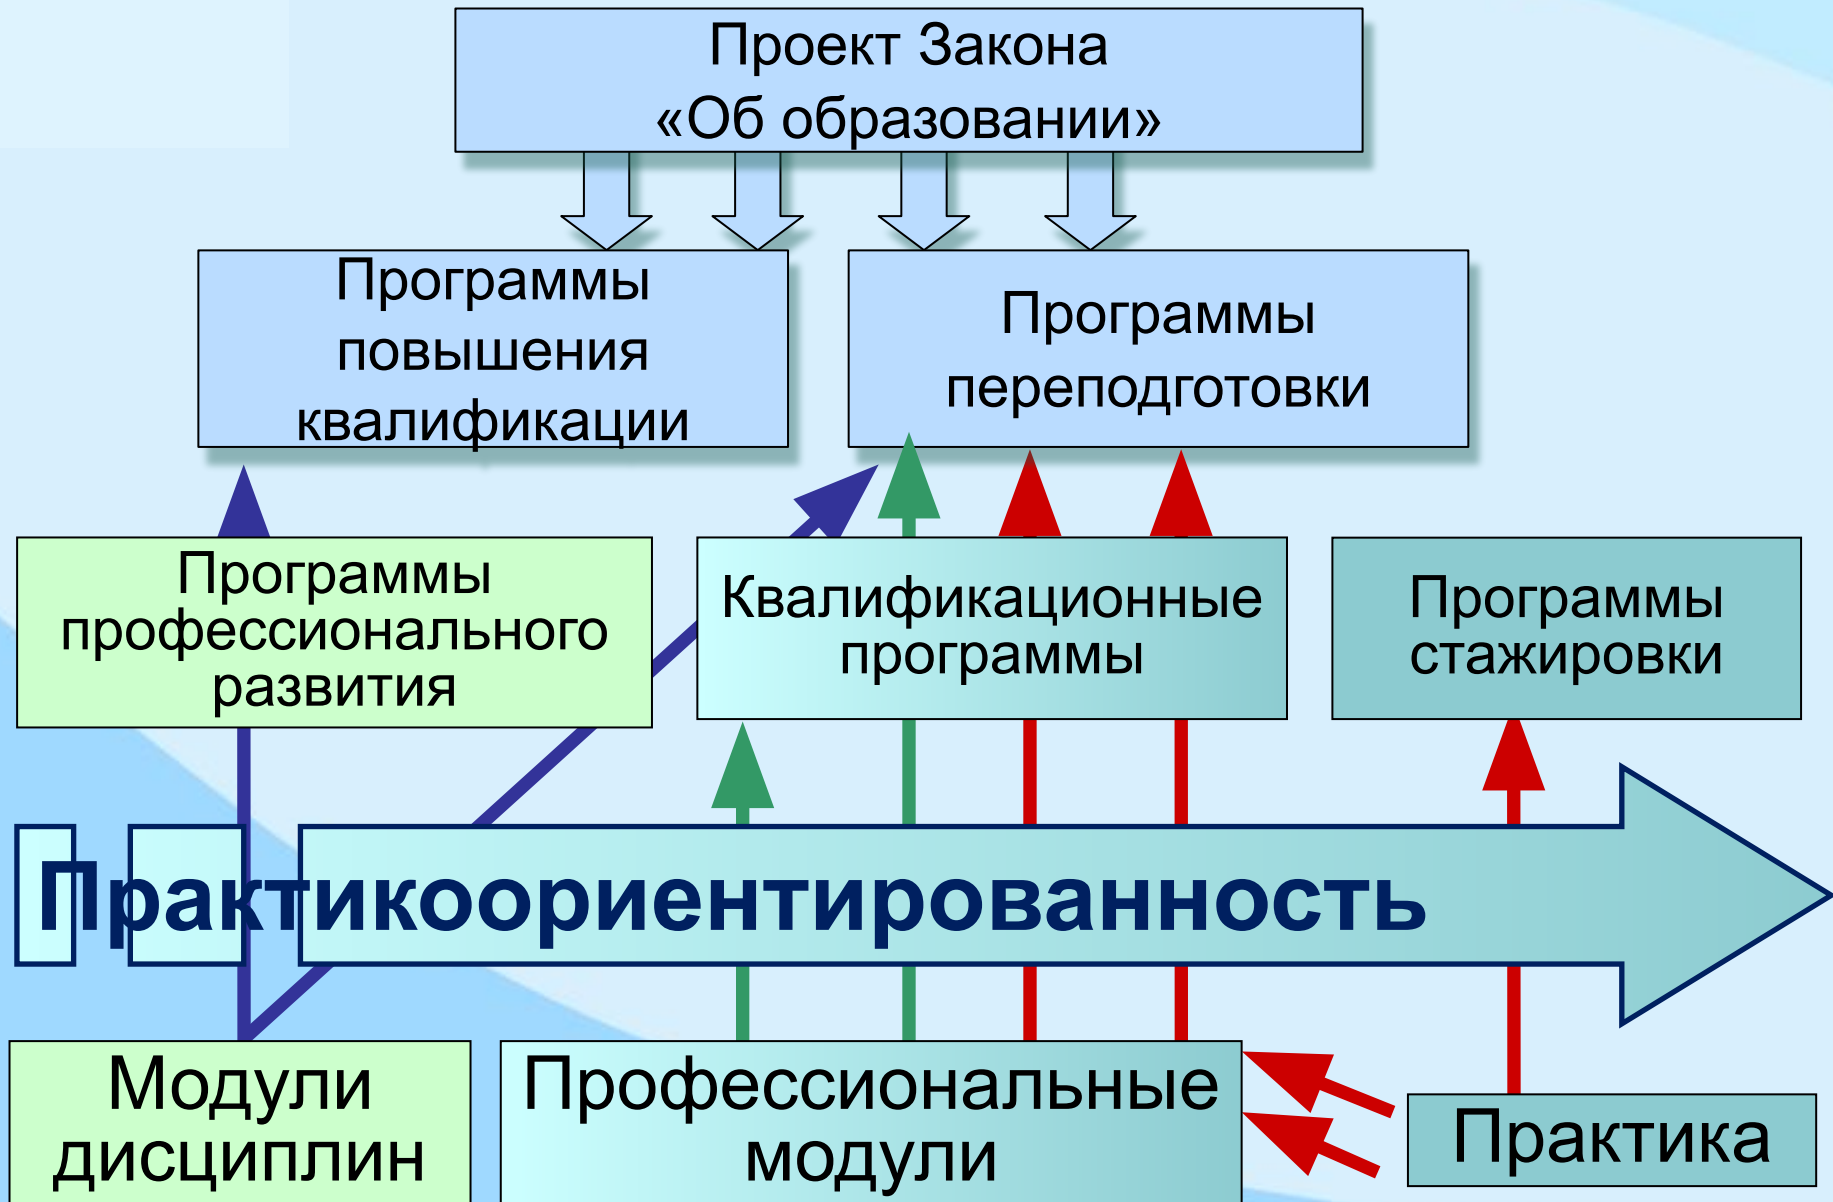 Проект Закона
«Об образовании»
Программы
повышения
квалификации
Программы
переподготовки
Программы
профессионального
развития
Квалификационные
программы
Программы
стажировки
Практикоориентированность
Модули
дисциплин
Профессиональные
модули
Практика